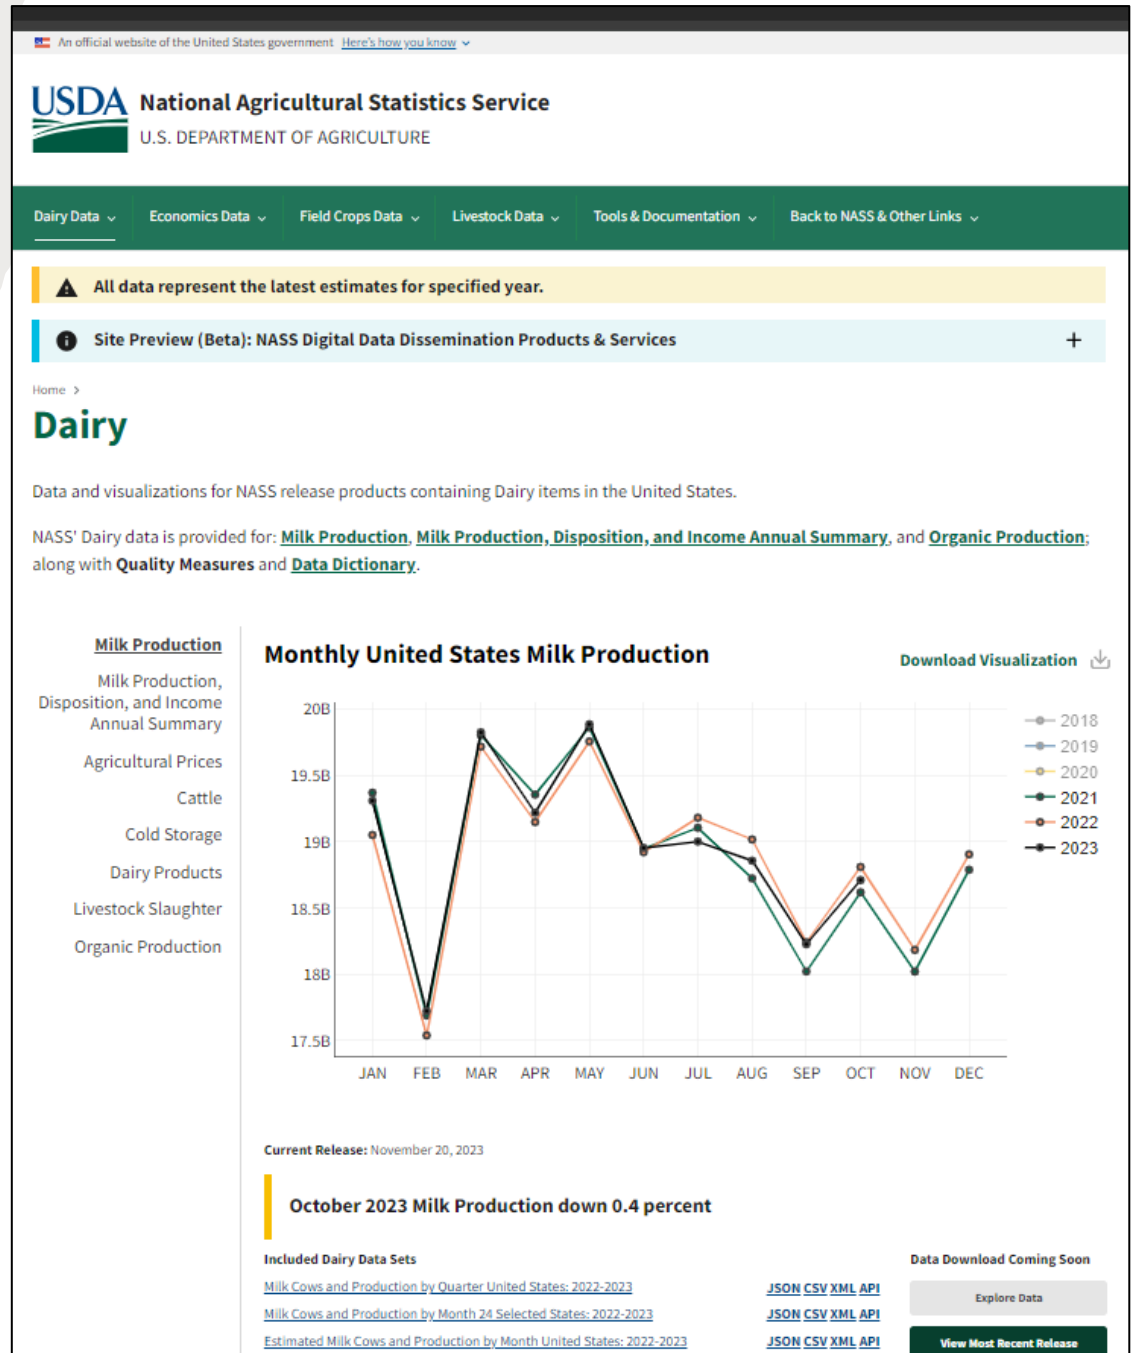 An official website of the United States government Here's how you know
USDA
National Agricultural Statistics Service
U.S. DEPARTMENT OF AGRICULTURE
Dairy Data Economics Data Field Crops Data Livestock Data Tools & Documentation Back to NASS & Other Links
All data represent the latest estimates for specified year.
Site Preview (Beta): NASS Digital Data Dissemination Products & Services +
Home >
Dairy
Data and visualizations for NASS release products containing Dairy items in the United States.
NASS' Dairy data is provided for: Milk Production, Milk Production, Disposition, and Income Annual Summary, and Organic Production;
along with Quality Measures and Data Dictionary.
Milk Production
Milk Production,
Disposition, and Income
Annual Summary
Agricultural Prices
Cattle
Cold Storage
Dairy Products
Livestock Slaughter
Organic Production
Monthly United States Milk Production
Download Visualization
20B
19.5B
19B
18.5B
18B
17.5B
JAN FEB MAR APR MAY JUN JUL AUG SEP OCT NOV DEC
2018
2019
2020
2021
2022
2023
Current Release: November 20, 2023
October 2023 Milk Production down 0.4 percent
Included Dairy Data Sets
Milk Cows and Production by Quarter United States: 2022-2023 JSON CSV XML API
Milk Cows and Production by Month 24 Selected States: 2022-2023 JSON CSV XML API
Estimated Milk Cows and Production by Month United States: 2022-2023 JSON CSV XML API
Data Download Coming Soon
Explore Data
View Most Recent Release